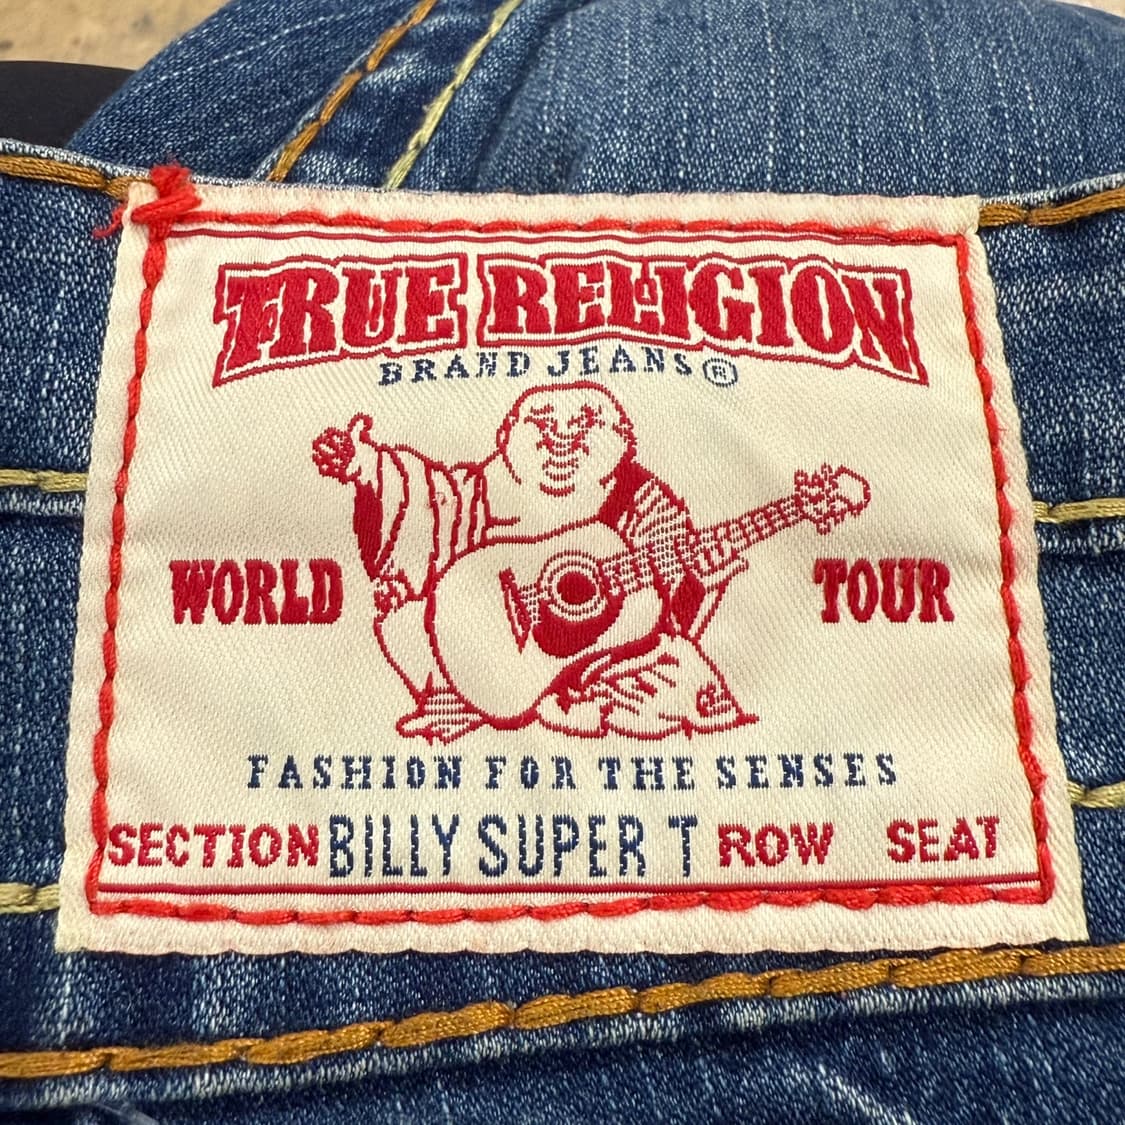 TRUE RELIGION
BRAND JEANS®
WORLD TOUR
FASHION FOR THE SENSES
SECTION BILLY SUPER T ROW SEAT